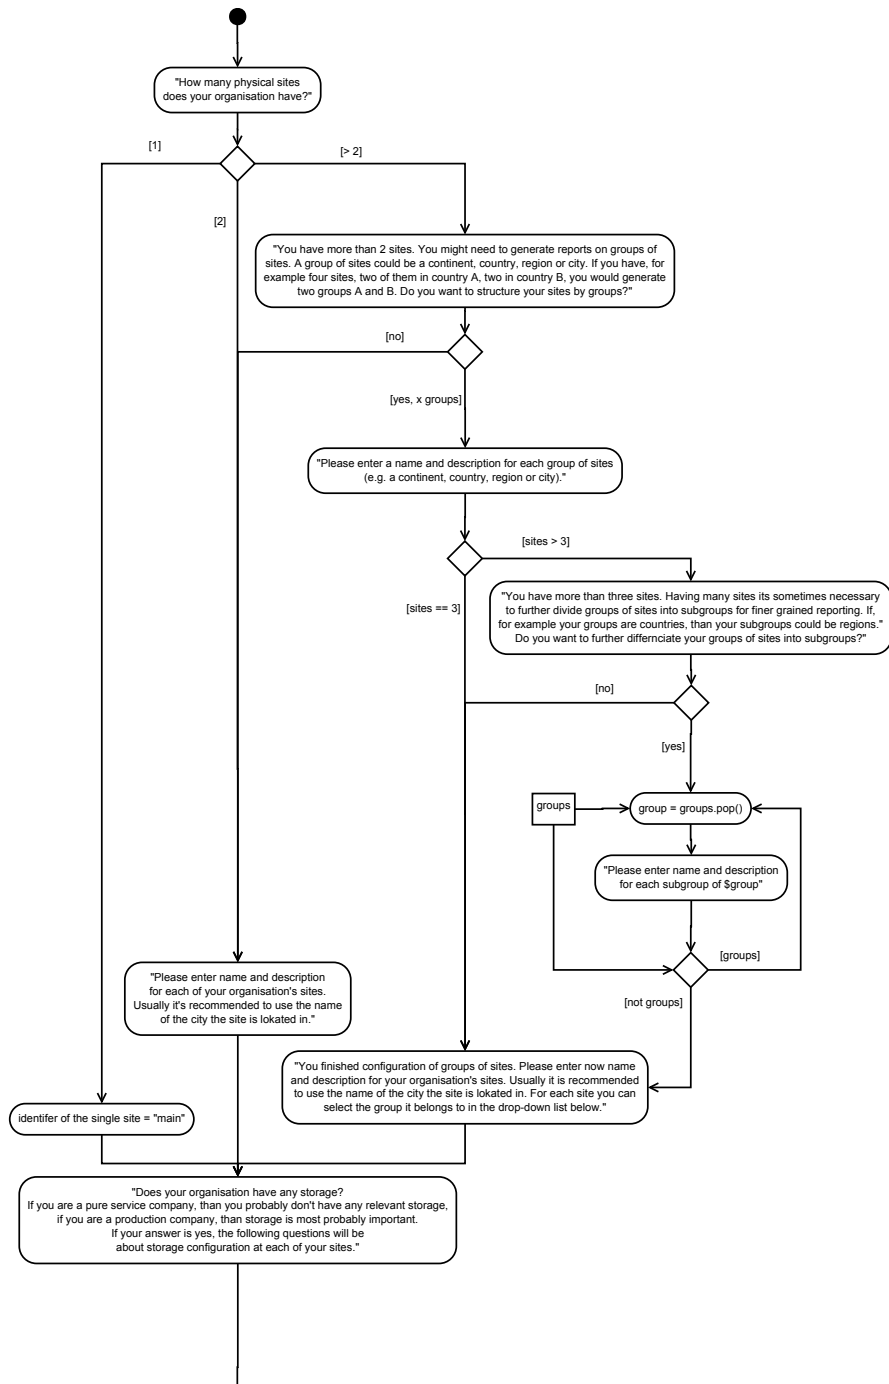 "How many physical sites
does your organisation have?"
[1]
[> 2]
[2]
"You have more than 2 sites. You might need to generate reports on groups of
sites. A group of sites could be a continent, country, region or city. If you have, for
example four sites, two of them in country A, two in country B, you would generate
two groups A and B. Do you want to structure your sites by groups?"
[no]
[yes, x groups]
"Please enter a name and description for each group of sites
(e.g. a continent, country, region or city)."
[sites > 3]
[sites == 3]
"You have more than three sites. Having many sites its sometimes necessary
to further divide groups of sites into subgroups for finer grained reporting. If,
for example your groups are countries, than your subgroups could be regions."
Do you want to further differnciate your groups of sites into subgroups?"
[no]
[yes]
groups
group = groups.pop()
"Please enter name and description
for each subgroup of $group"
[groups]
[not groups]
"Please enter name and description
for each of your organisation's sites.
Usually it's recommended to use the name
of the city the site is lokated in."
"You finished configuration of groups of sites. Please enter now name
and description for your organisation's sites. Usually it is recommended
to use the name of the city the site is lokated in. For each site you can
select the group it belongs to in the drop-down list below."
identifer of the single site = "main"
"Does your organisation have any storage?
If you are a pure service company, than you probably don't have any relevant storage,
if you are a production company, than storage is most probably important.
If your answer is yes, the following questions will be
about storage configuration at each of your sites."